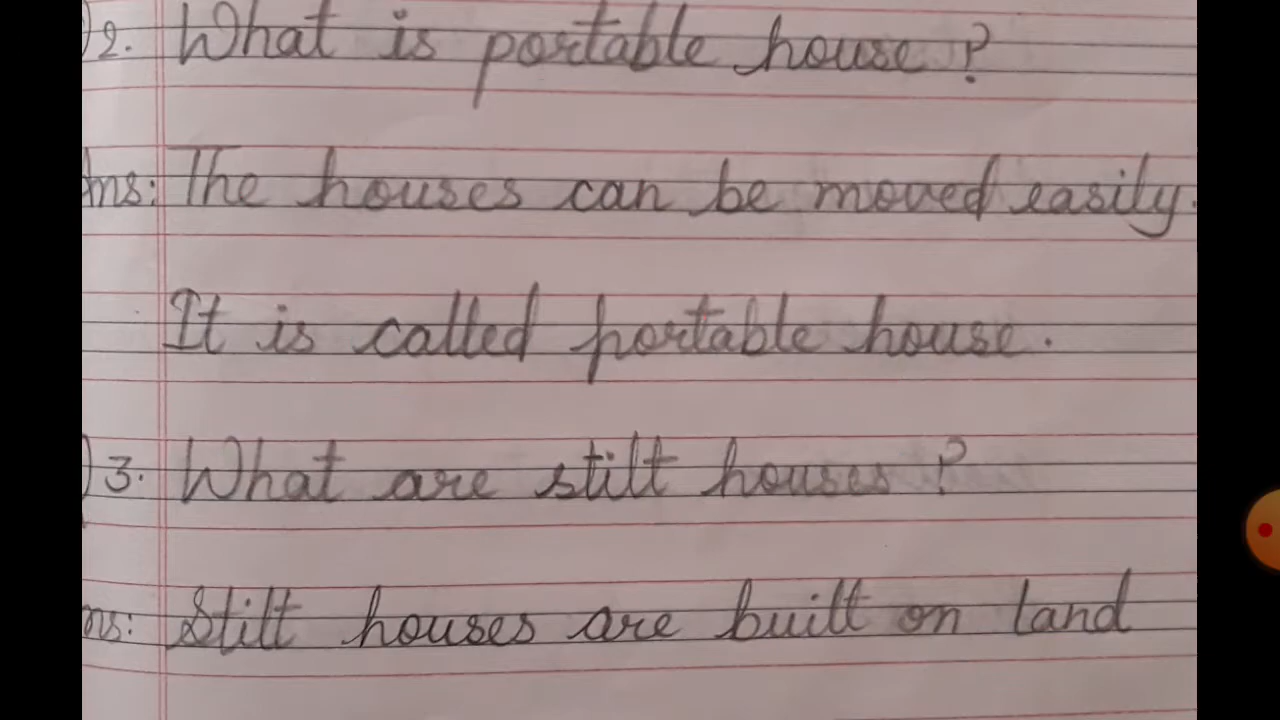 2. What is portable house ?
Ans: The houses can be moved easily.
It is called portable house.
3. What are stilt houses ?
ns: Stilt houses are built on land